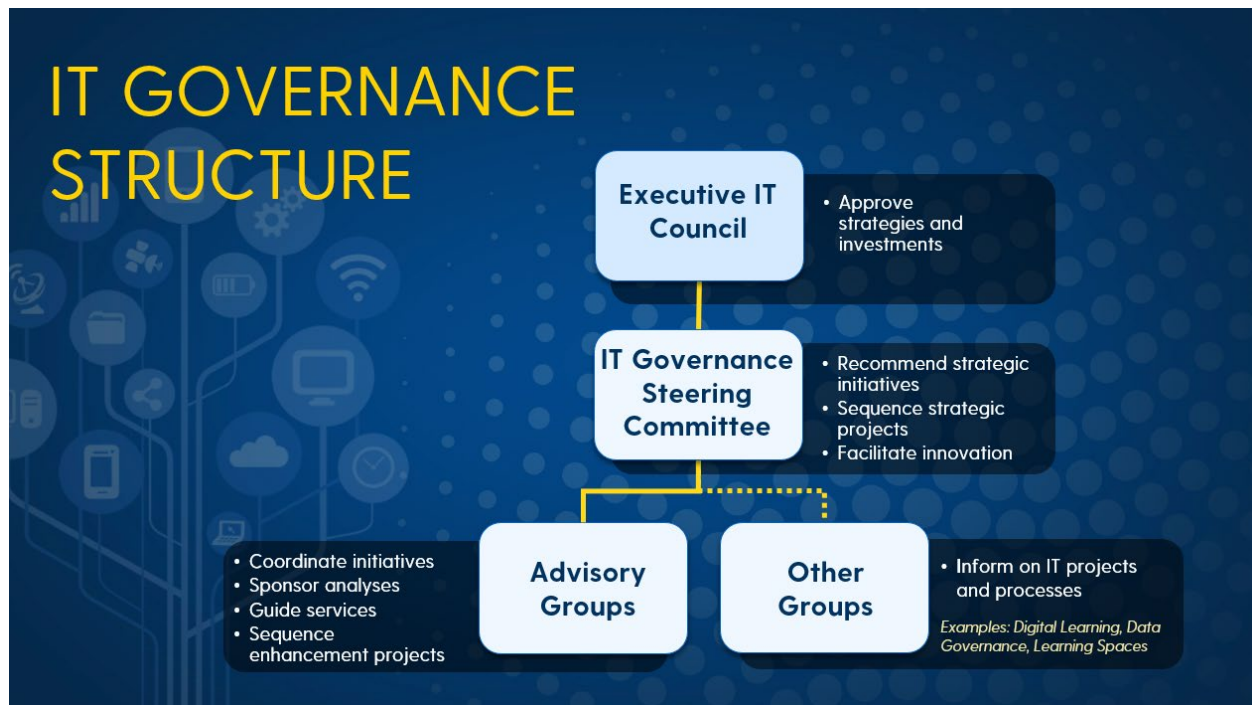 IT GOVERNANCE
STRUCTURE
Executive IT
Council
• Approve
strategies and
investments
IT Governance
Steering
Committee
• Recommend strategic
initiatives
• Sequence strategic
projects
• Facilitate innovation
• Coordinate initiatives
• Sponsor analyses
• Guide services
• Sequence
enhancement projects
Advisory
Groups
Other
Groups
• Inform on IT projects
and processes
Examples: Digital Learning, Data
Governance, Learning Spaces